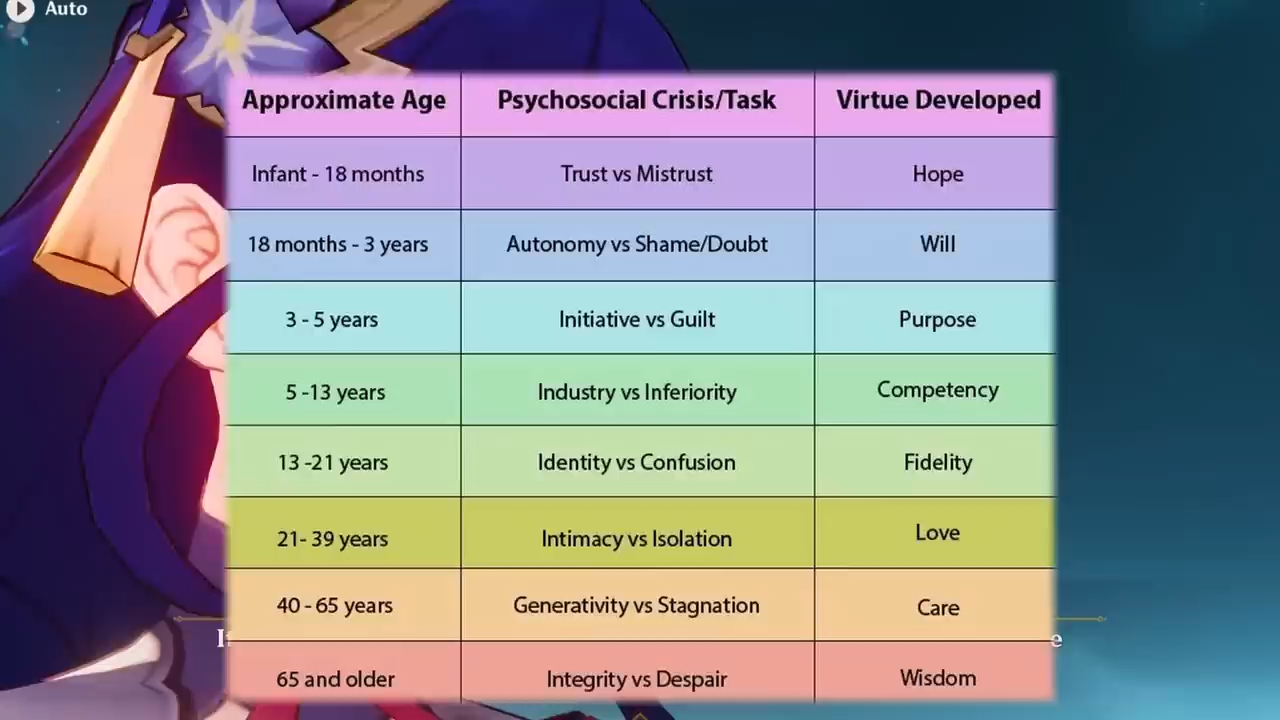 Auto
Approximate Age Psychosocial Crisis/Task Virtue Developed
Infant - 18 months Trust vs Mistrust Hope
18 months - 3 years Autonomy vs Shame/Doubt Will
3 - 5 years Initiative vs Guilt Purpose
5 -13 years Industry vs Inferiority Competency
13 -21 years Identity vs Confusion Fidelity
21- 39 years Intimacy vs Isolation Love
40 - 65 years Generativity vs Stagnation Care
65 and older Integrity vs Despair Wisdom